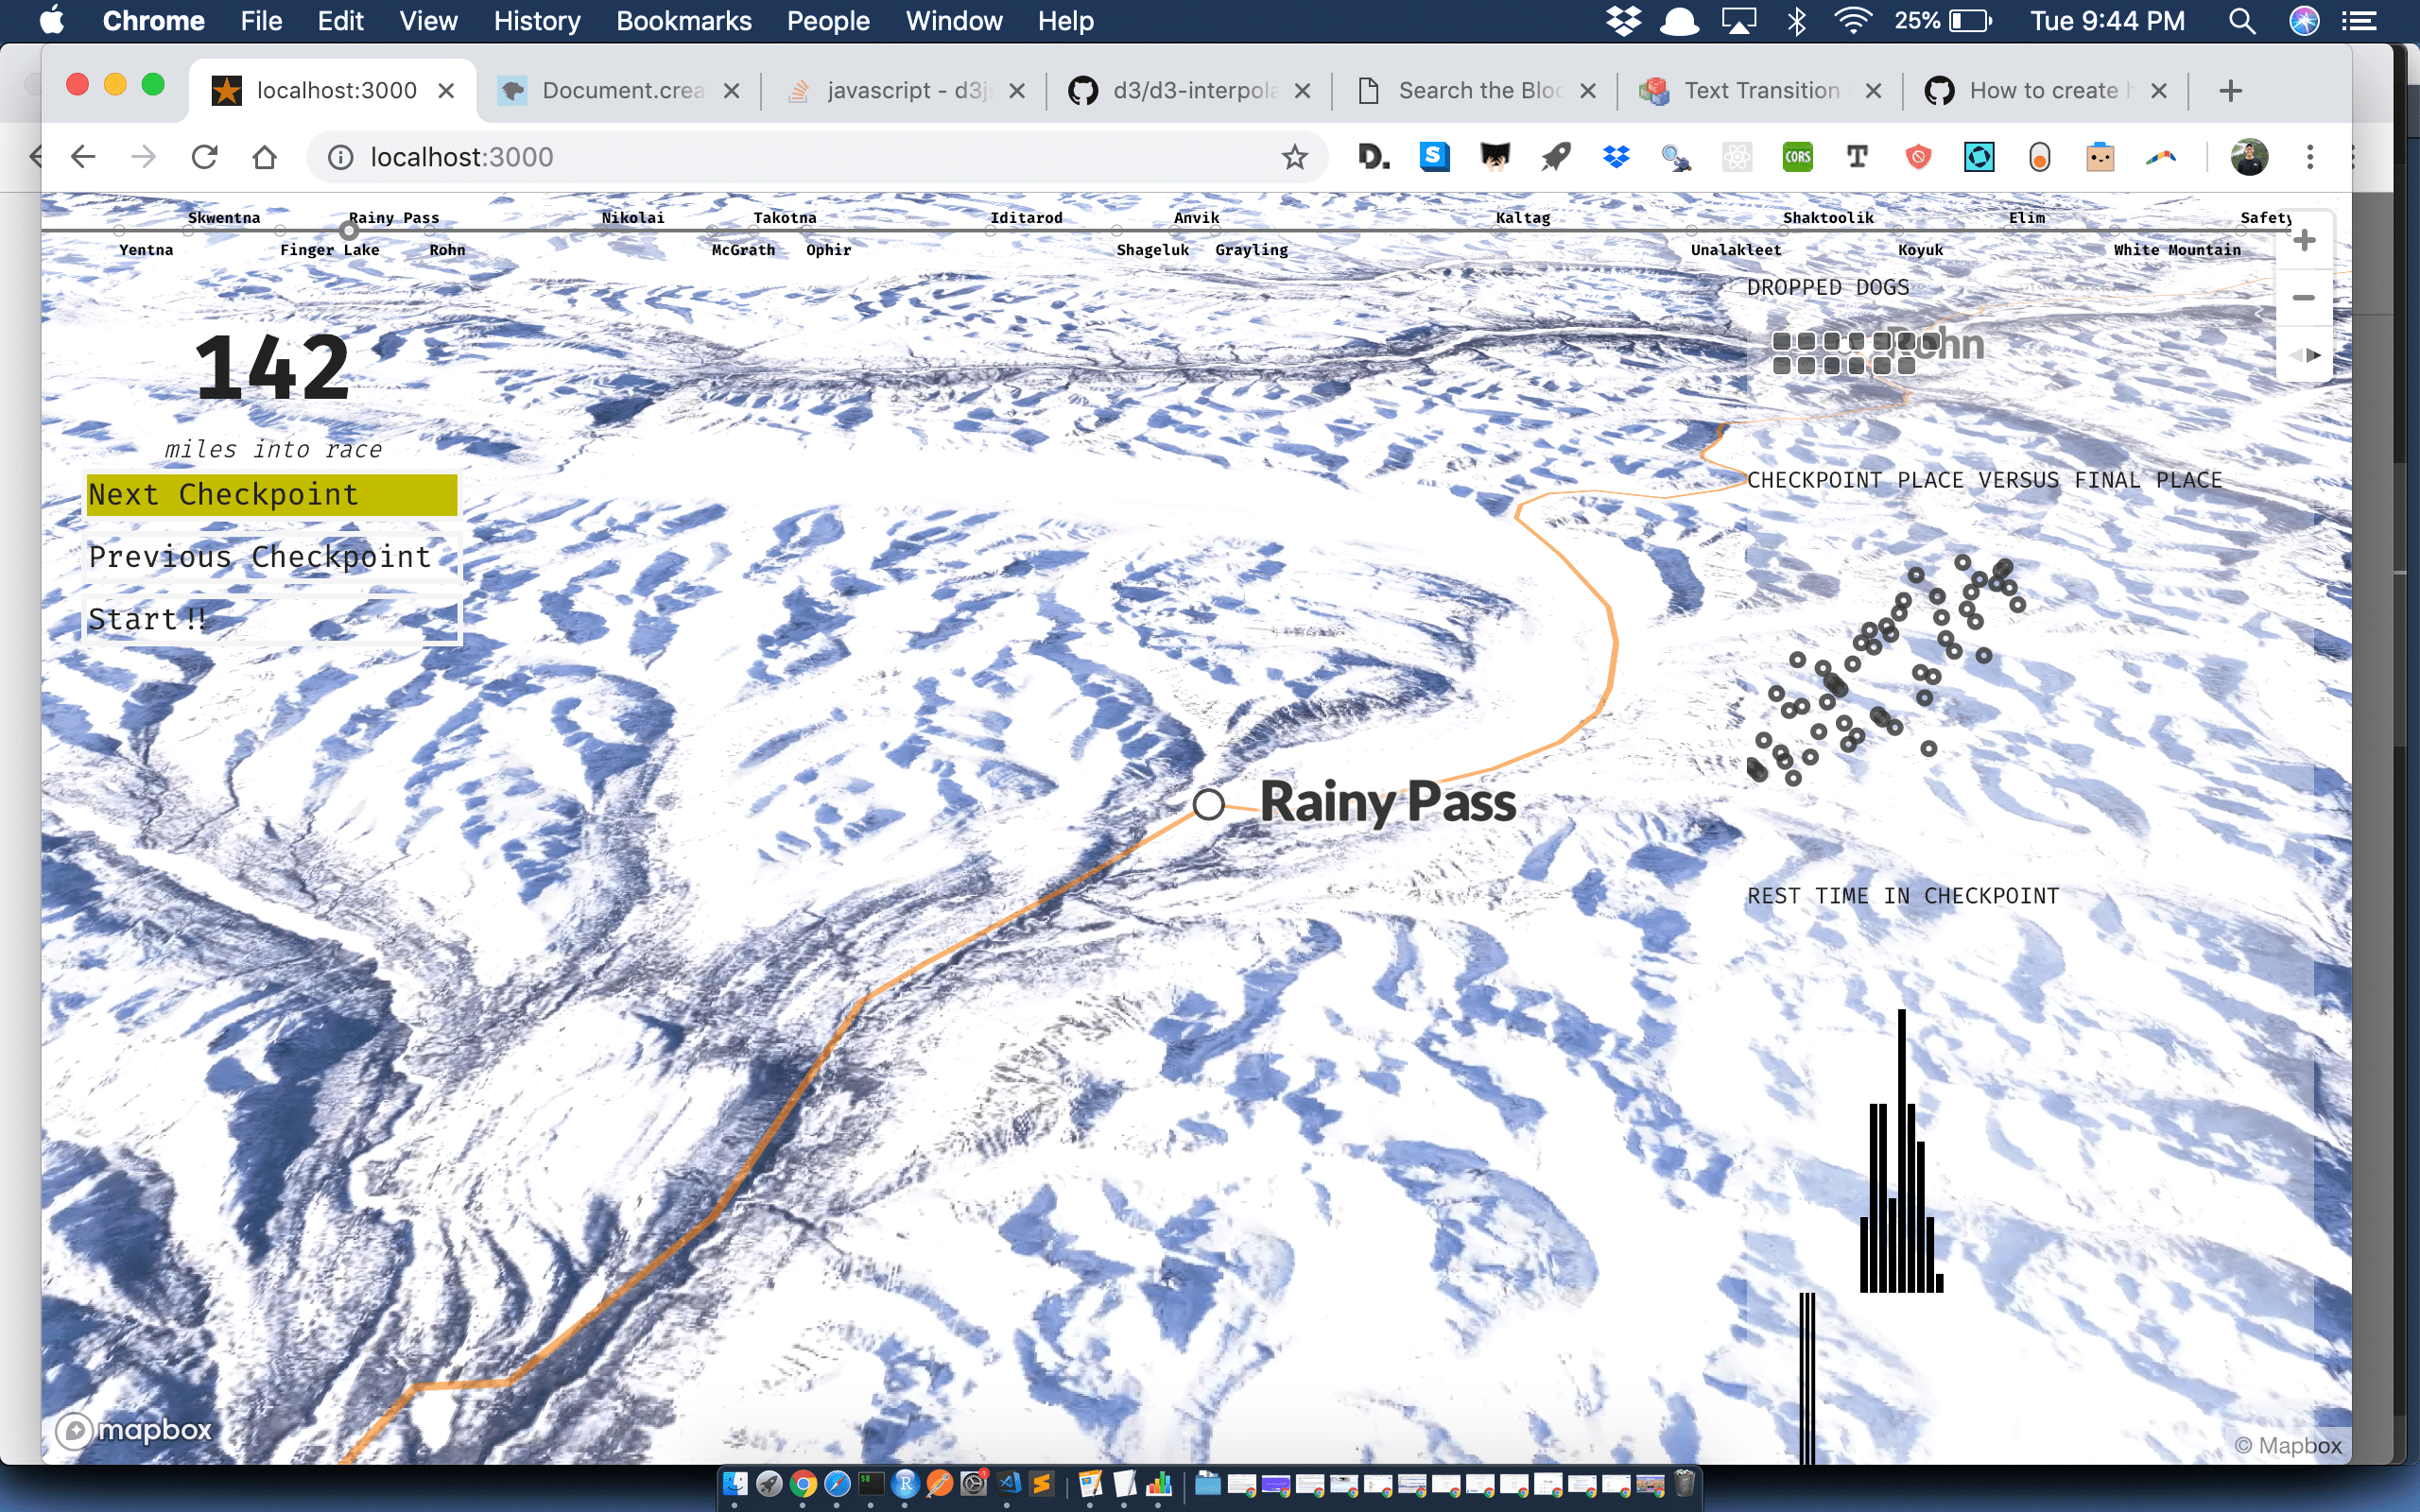 Chrome File Edit View History Bookmarks People Window Help 25% Tue 9:44 PM
localhost:3000 Document.crea javascript - d3js d3/d3-interpola Search the Bloc Text Transition How to create h
localhost:3000
D. S CORS T
Skwentna Rainy Pass Nikolai Takotna Iditarod Anvik Kaltag Shaktoolik Elim Safety
Yentna Finger Lake Rohn McGrath Ophir Shageluk Grayling Unalakleet Koyuk White Mountain
DROPPED DOGS
Rohn
142
miles into race
Next Checkpoint
Previous Checkpoint
Start!!
CHECKPOINT PLACE VERSUS FINAL PLACE
Rainy Pass
REST TIME IN CHECKPOINT
mapbox
© Mapbox